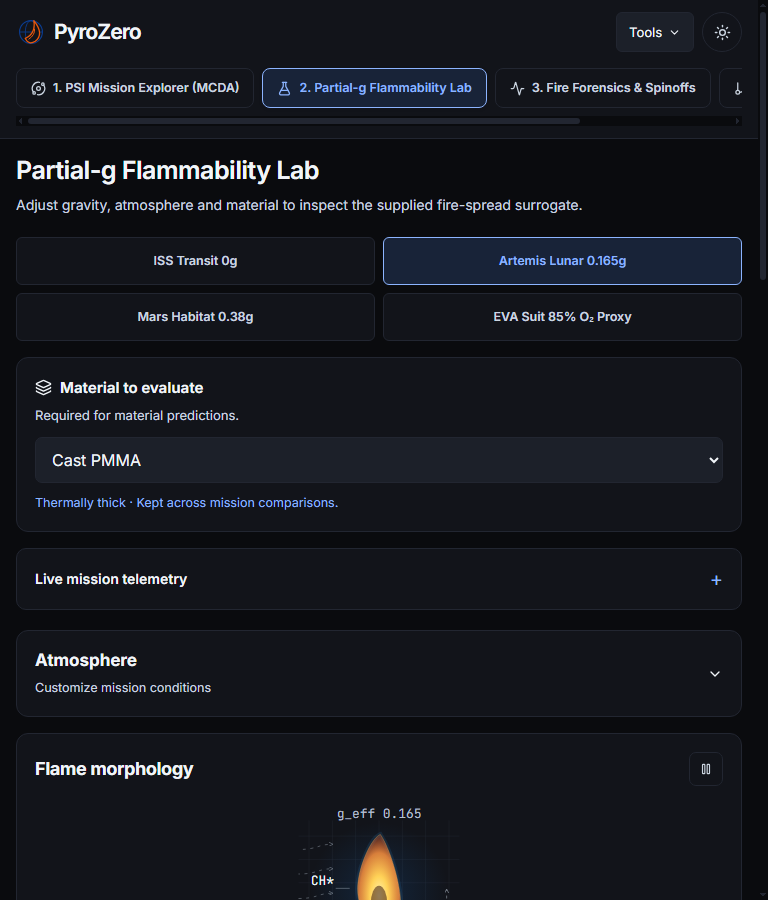 PyroZero
Tools
1. PSI Mission Explorer (MCDA)
2. Partial-g Flammability Lab
3. Fire Forensics & Spinoffs
Partial-g Flammability Lab
Adjust gravity, atmosphere and material to inspect the supplied fire-spread surrogate.
ISS Transit 0g
Artemis Lunar 0.165g
Mars Habitat 0.38g
EVA Suit 85% O₂ Proxy
Material to evaluate
Required for material predictions.
Cast PMMA
Thermally thick · Kept across mission comparisons.
Live mission telemetry
+
Atmosphere
Customize mission conditions
Flame morphology
g_eff 0.165
CH*